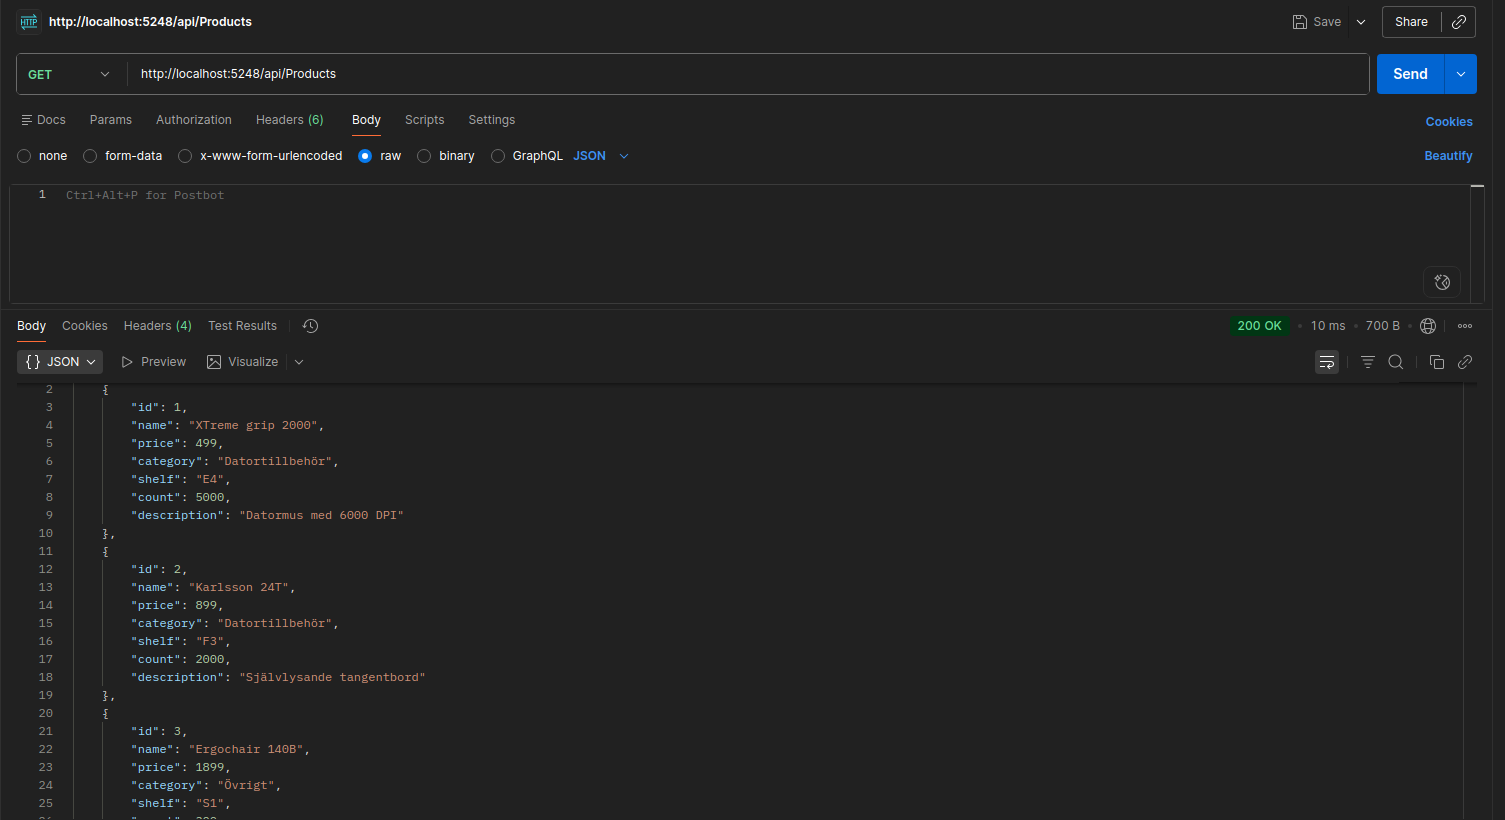 HTTP http://localhost:5248/api/Products Save Share
GET http://localhost:5248/api/Products Send
Docs Params Authorization Headers (6) Body Scripts Settings Cookies
none form-data x-www-form-urlencoded raw binary GraphQL JSON Beautify
1 Ctrl+Alt+P for Postbot
Body Cookies Headers (4) Test Results 200 OK • 10 ms • 700 B •
{} JSON Preview Visualize
2 {
3 "id": 1,
4 "name": "XTreme grip 2000",
5 "price": 499,
6 "category": "Datortillbehör",
7 "shelf": "E4",
8 "count": 5000,
9 "description": "Datormus med 6000 DPI"
10 },
11 {
12 "id": 2,
13 "name": "Karlsson 24T",
14 "price": 899,
15 "category": "Datortillbehör",
16 "shelf": "F3",
17 "count": 2000,
18 "description": "Självlysande tangentbord"
19 },
20 {
21 "id": 3,
22 "name": "Ergochair 140B",
23 "price": 1899,
24 "category": "Övrigt",
25 "shelf": "S1",